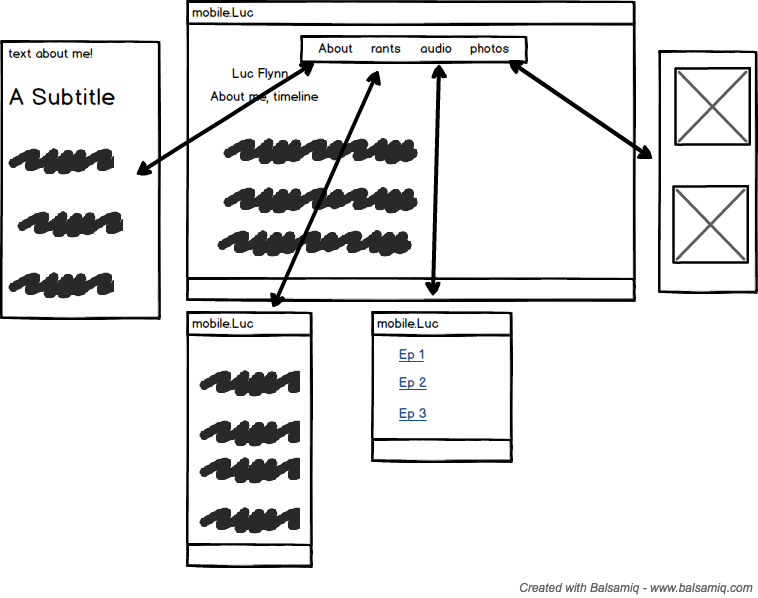 mobile.Luc
About rants audio photos
Luc Flynn
About me, timeline
text about me!
A Subtitle
mobile.Luc
mobile.Luc
Ep 1
Ep 2
Ep 3
Created with Balsamiq - www.balsamiq.com